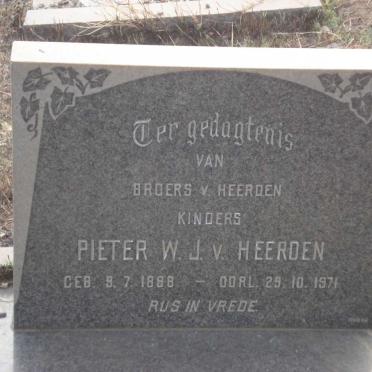 Ter gedagtenis
VAN
BROERS v. HEERDEN
KINDERS
PIETER W. J. v. HEERDEN
GEB. 9. 7. 1888 — OORL. 29. 10. 1971
RUS IN VREDE.